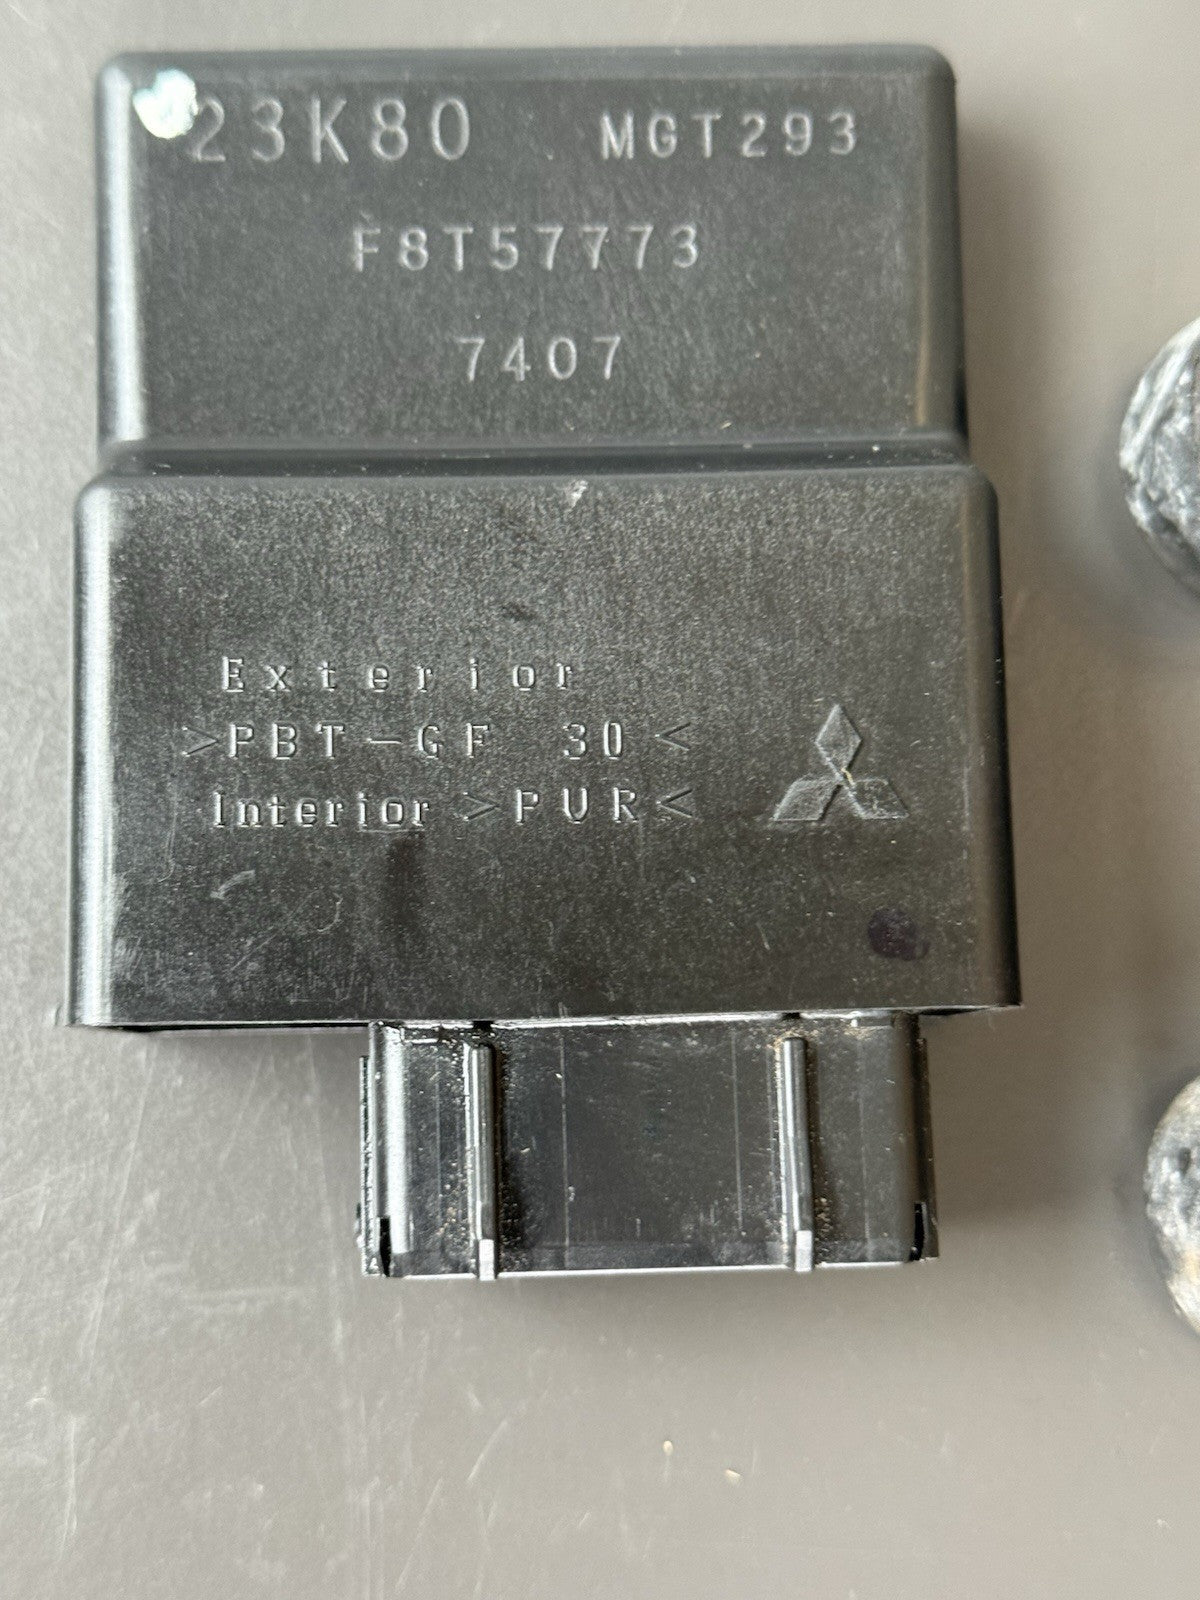 23K80 MGT293
F8T57773
7407
Exterior
>PBT-GF 30<
Interior >PUR<